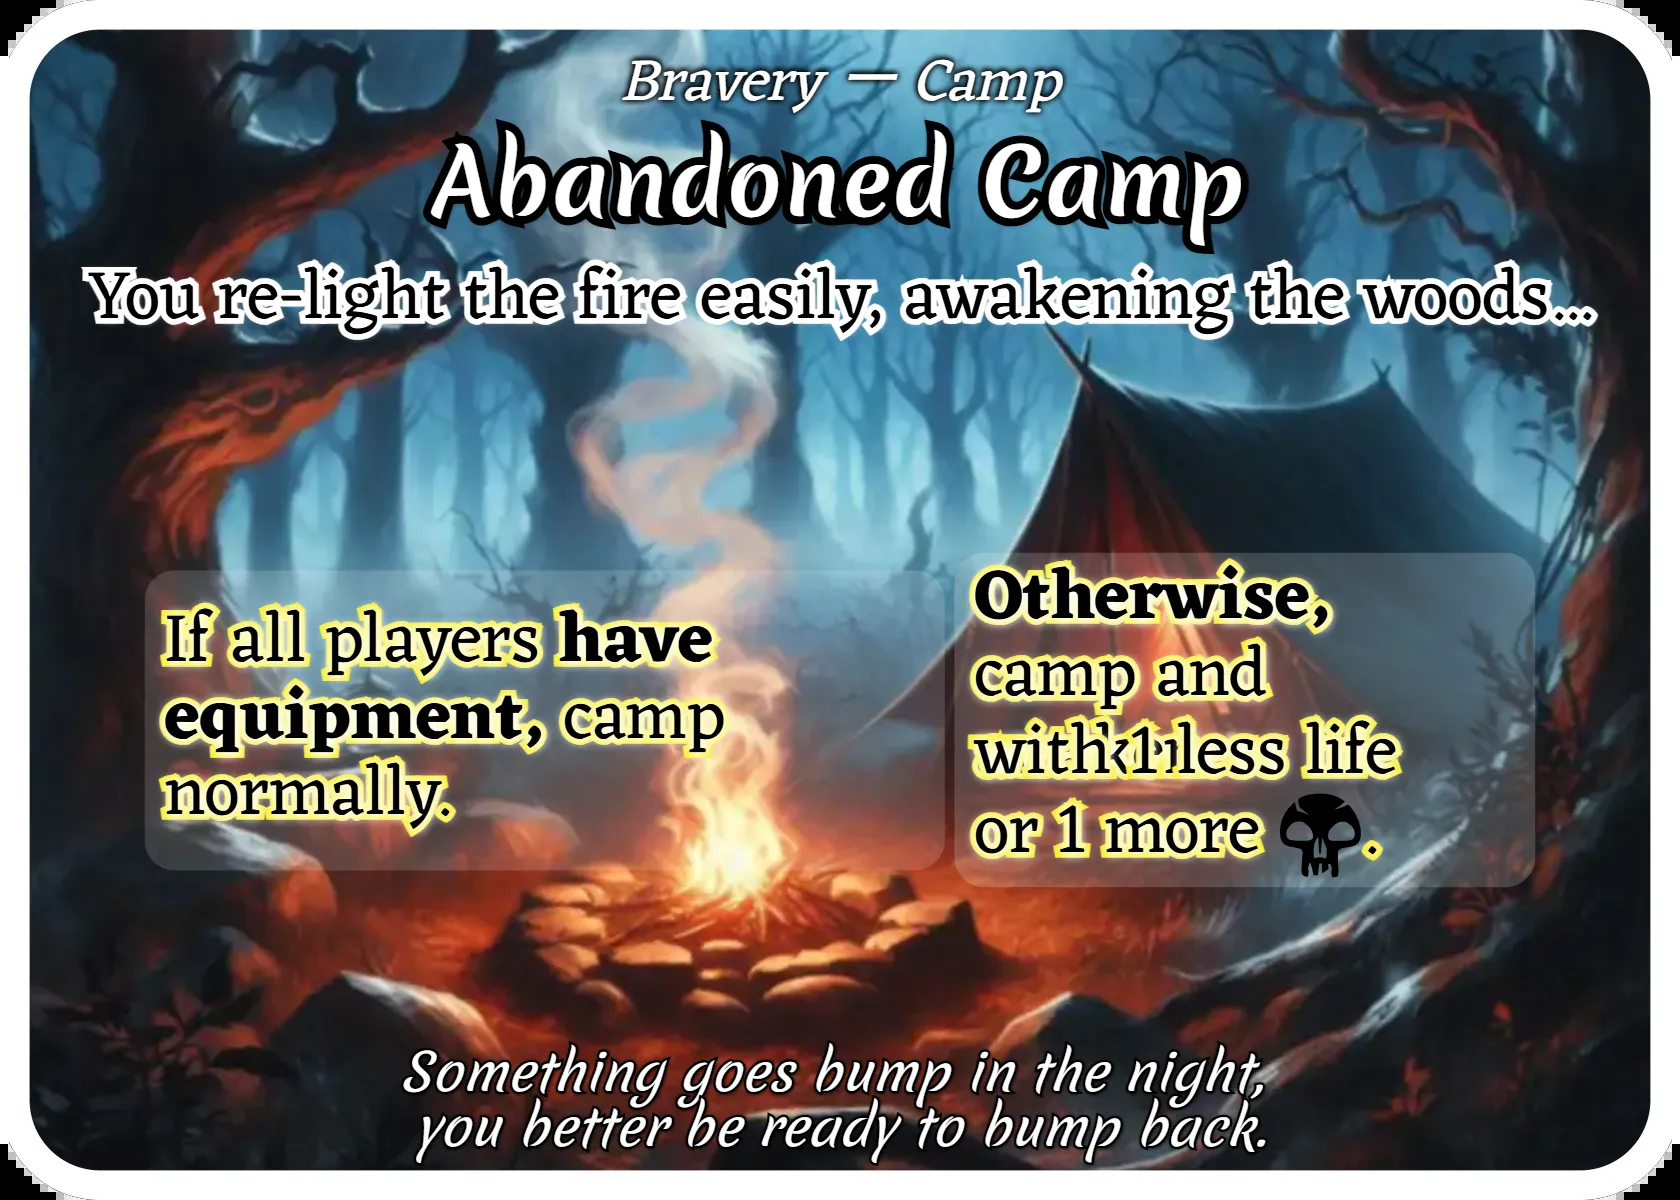 Bravery — Camp
Abandoned Camp
You re-light the fire easily, awakening the woods...
If all players have
equipment, camp
normally.
Otherwise,
camp and
with 1 less life
or 1 more .
Something goes bump in the night,
you better be ready to bump back.